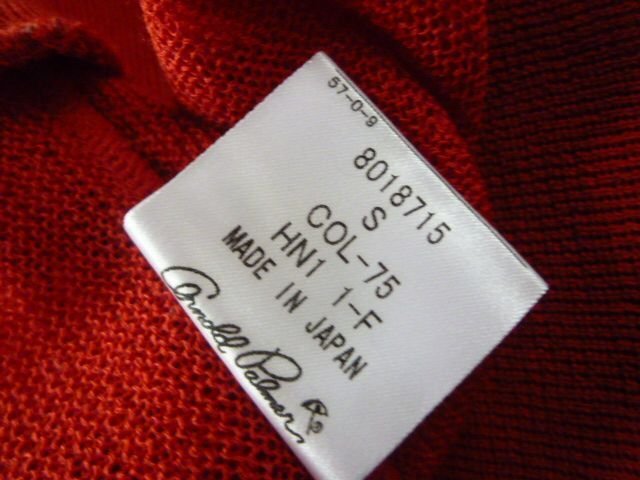 57-0-9
8018715
S
COL-75
HN1 1-F
MADE IN JAPAN
Arnold Palmer